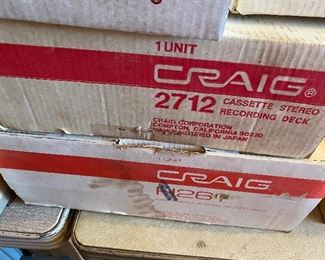 1 UNIT
CRAIG®
2712 CASSETTE STEREO
RECORDING DECK
CRAIG CORPORATION
COMPTON, CALIFORNIA 90220
MANUFACTURED IN JAPAN
1 UNIT
CRAIG